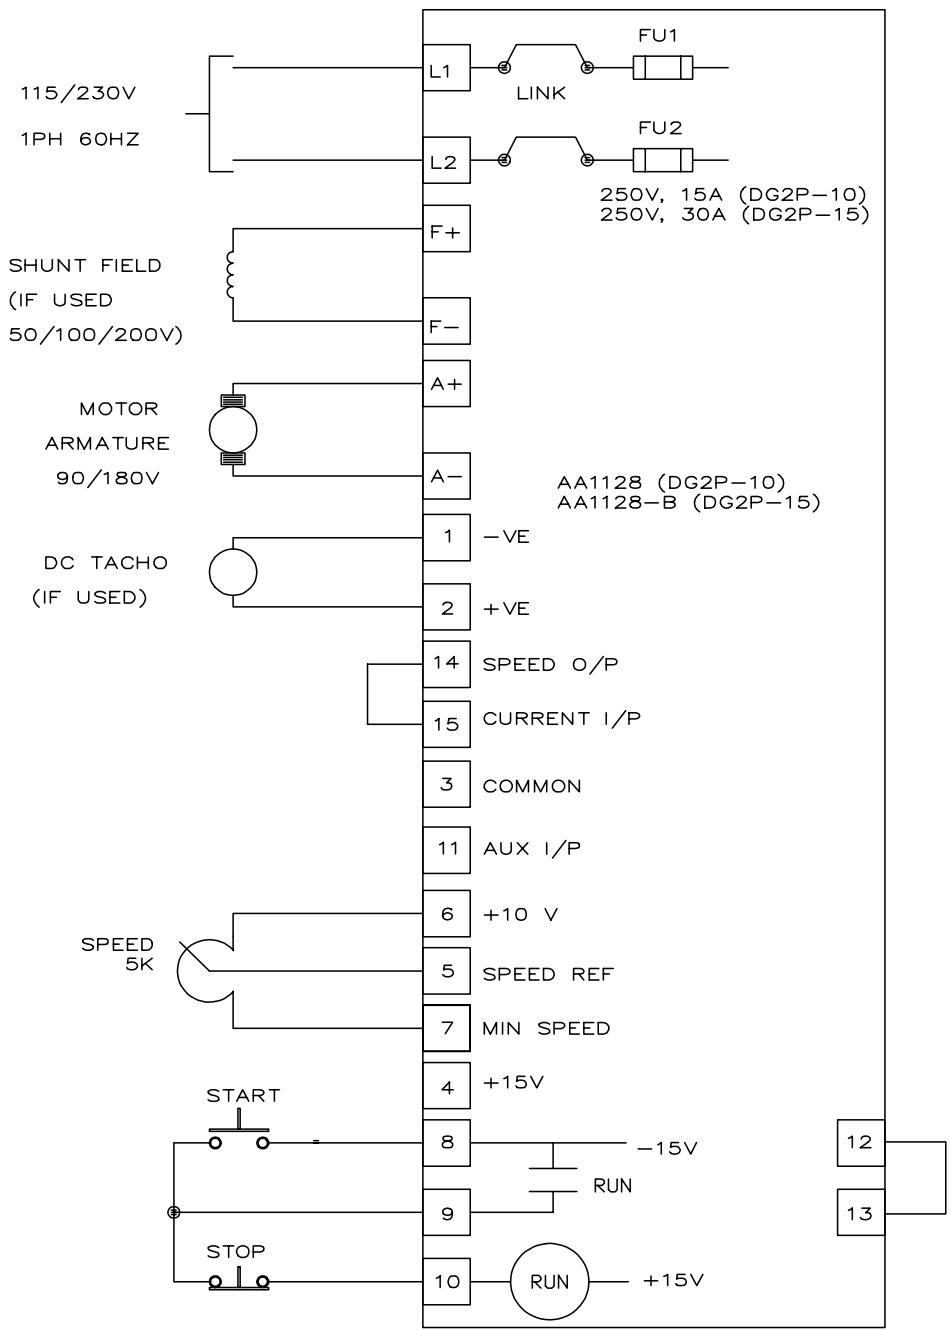 FU1
L1
115/230V
LINK
1PH 60HZ
FU2
L2
250V, 15A (DG2P-10)
250V, 30A (DG2P-15)
F+
SHUNT FIELD
(IF USED
50/100/200V)
F-
A+
MOTOR
ARMATURE
90/180V
A-
AA1128 (DG2P-10)
AA1128-B (DG2P-15)
1 -VE
DC TACHO
(IF USED)
2 +VE
14 SPEED O/P
15 CURRENT I/P
3 COMMON
11 AUX I/P
6 +10 V
SPEED
5K
5 SPEED REF
7 MIN SPEED
4 +15V
START
8 -15V
12
RUN
9
13
STOP
10 RUN +15V